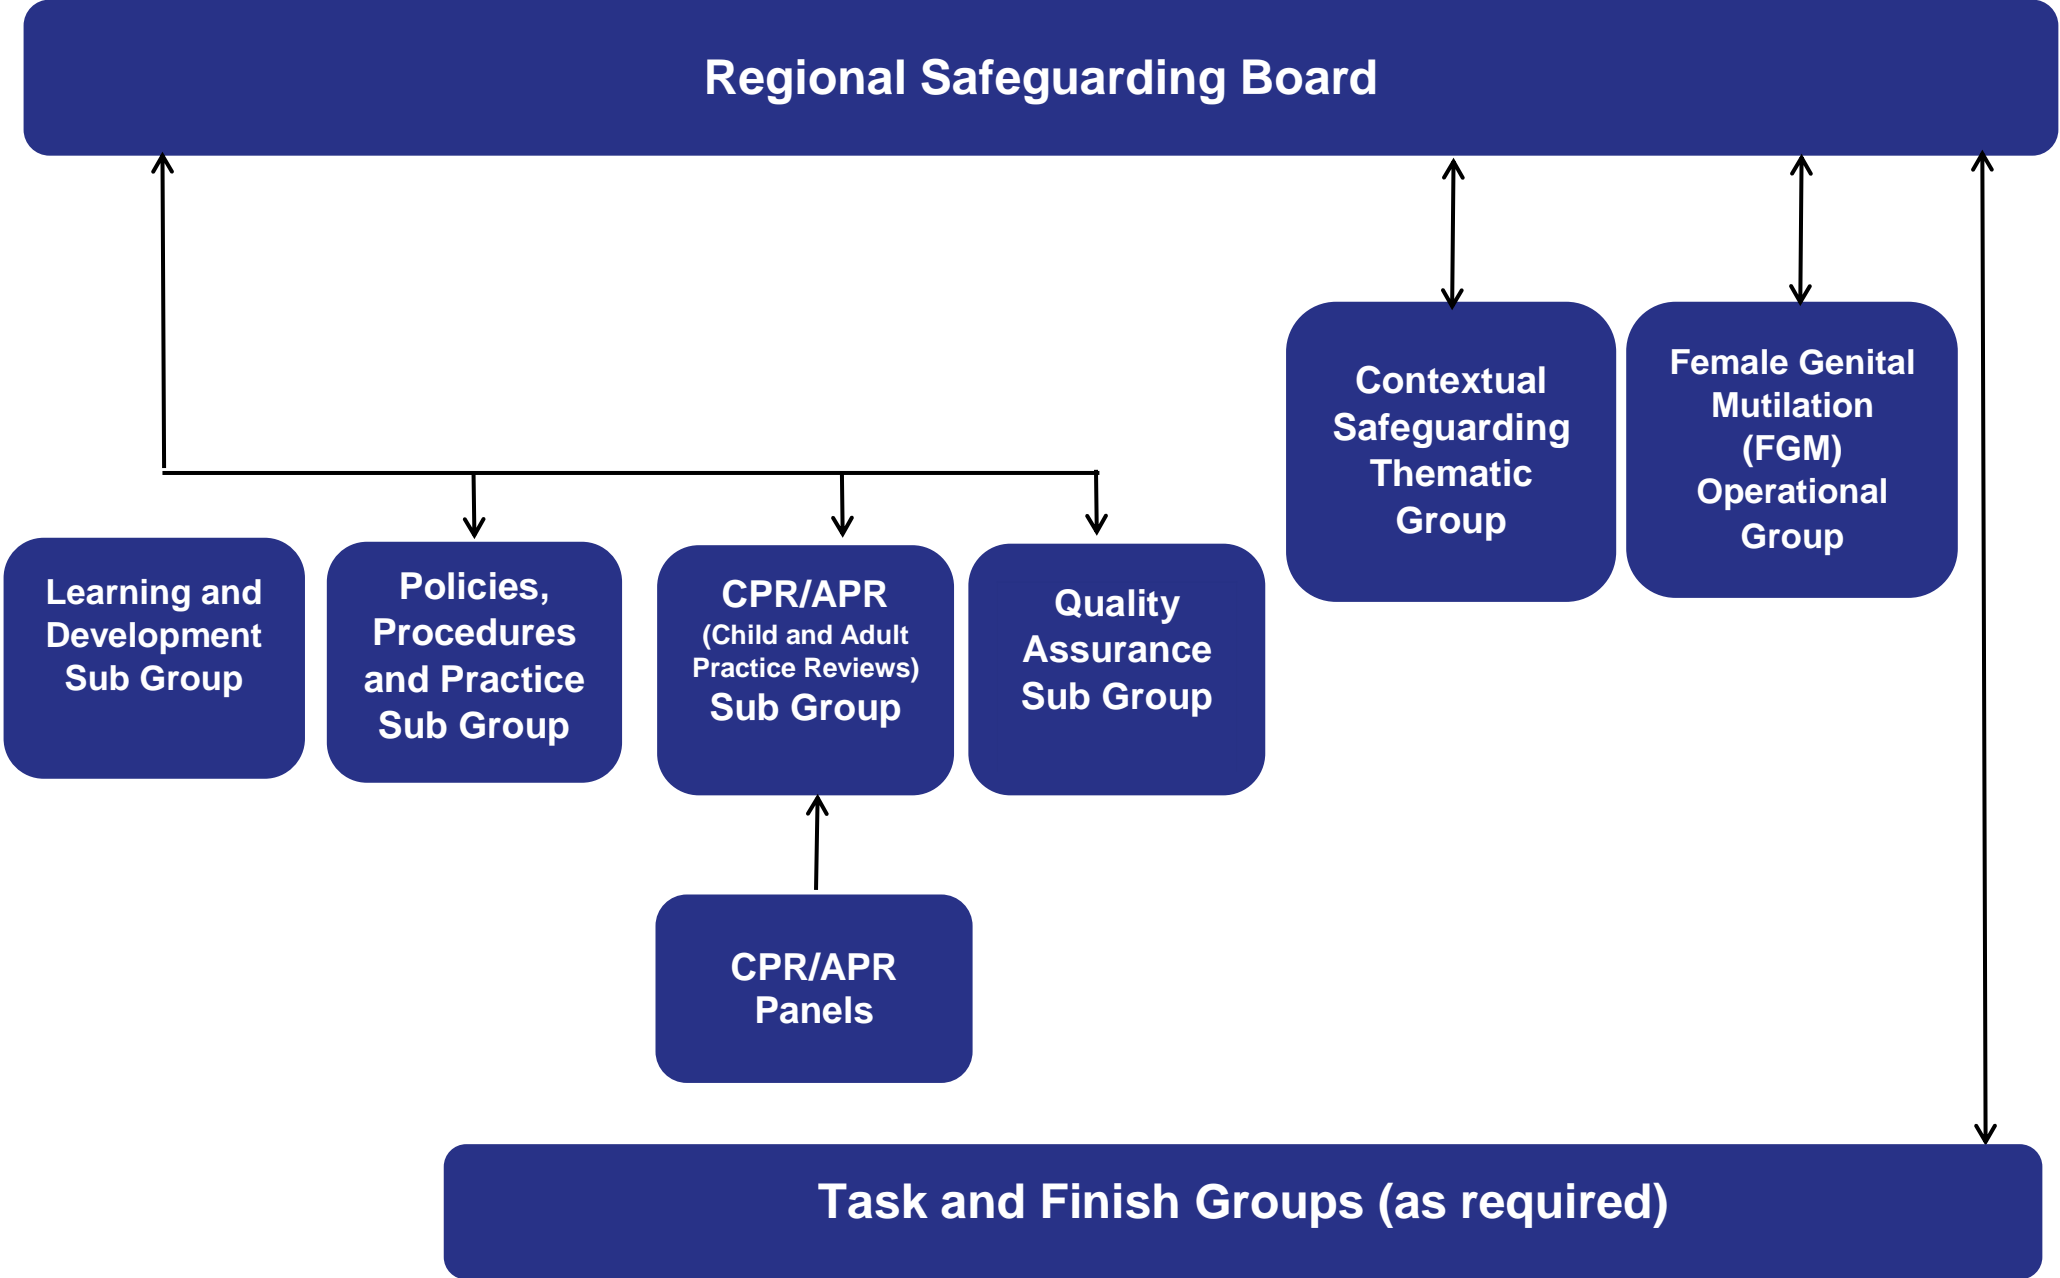 Regional Safeguarding Board
Contextual
Safeguarding
Thematic
Group
Female Genital
Mutilation
(FGM)
Operational
Group
Learning and
Development
Sub Group
Policies,
Procedures
and Practice
Sub Group
CPR/APR
(Child and Adult
Practice Reviews)
Sub Group
Quality
Assurance
Sub Group
CPR/APR
Panels
Task and Finish Groups (as required)